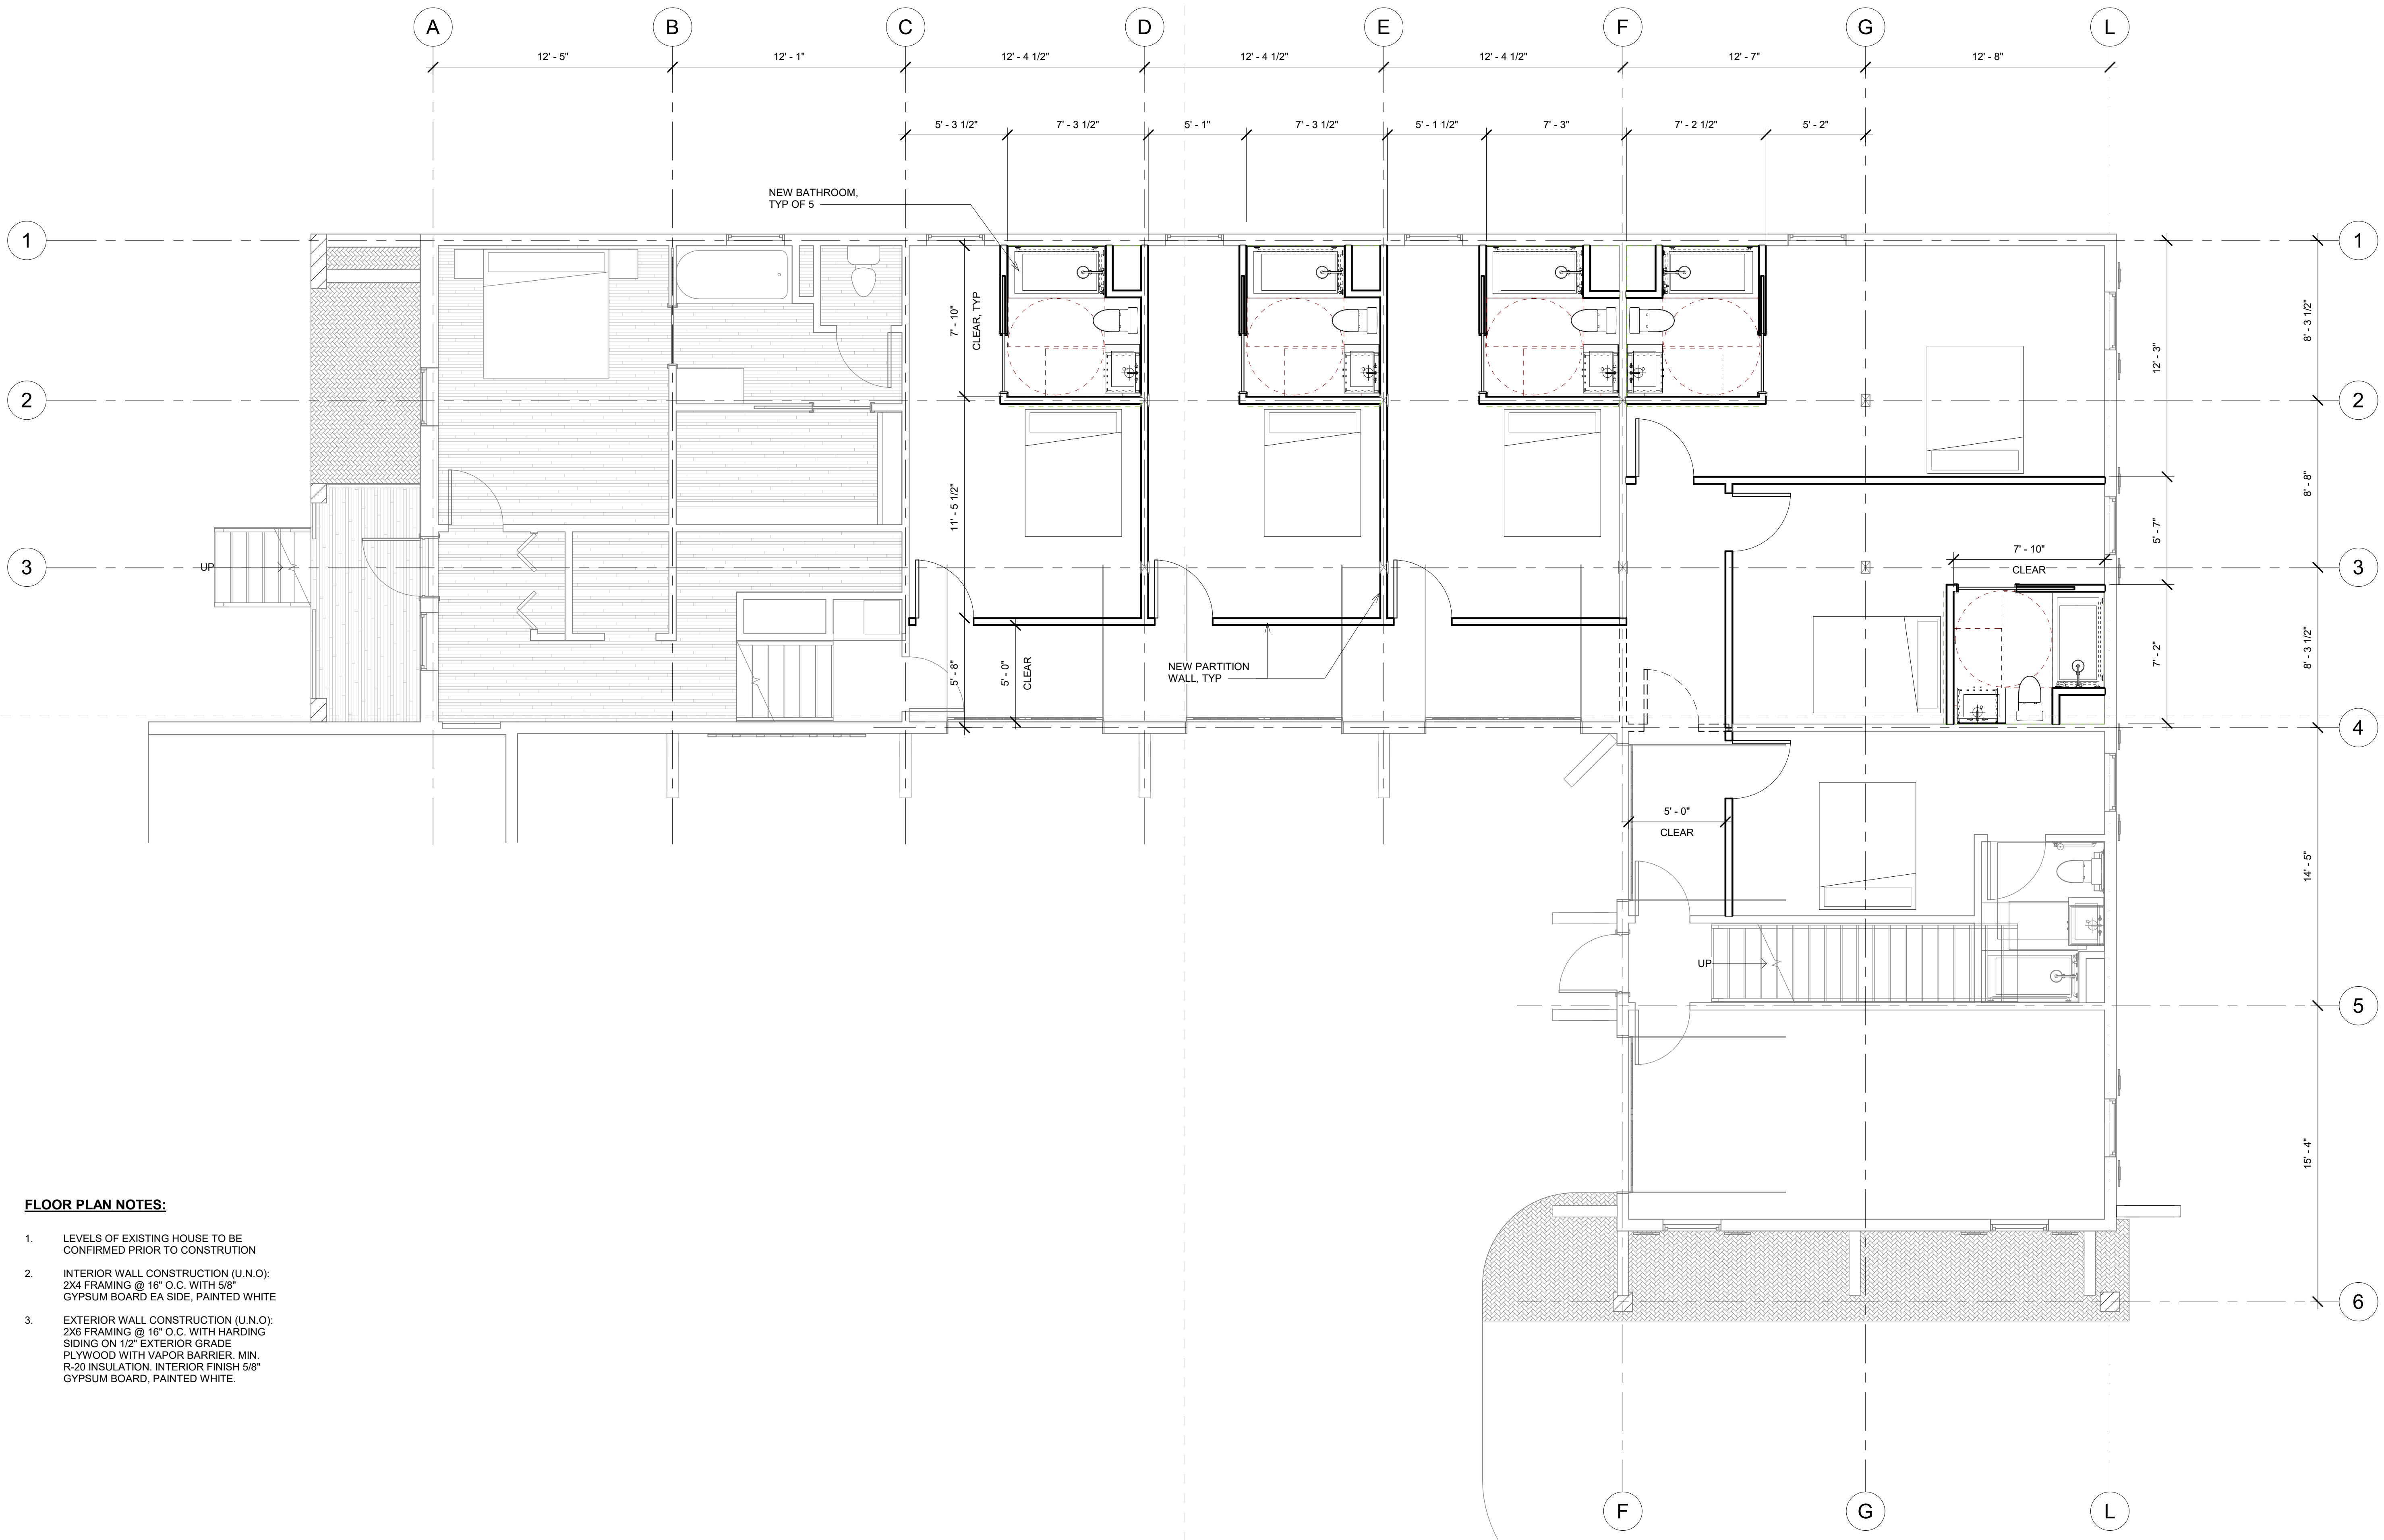 A B C D E F G L
12' - 5" 12' - 1" 12' - 4 1/2" 12' - 4 1/2" 12' - 4 1/2" 12' - 7" 12' - 8"
5' - 3 1/2" 7' - 3 1/2" 5' - 1" 7' - 3 1/2" 5' - 1 1/2" 7' - 3" 7' - 2 1/2" 5' - 2"
NEW BATHROOM,
TYP OF 5
1 1
7' - 10"
CLEAR, TYP
8' - 3 1/2"
12' - 3"
2 2
11' - 5 1/2"
8' - 8"
5' - 7"
7' - 10"
CLEAR
3 UP 3
5' - 8"
5' - 0"
CLEAR
NEW PARTITION
WALL, TYP
7' - 2"
8' - 3 1/2"
4
5' - 0"
CLEAR
14' - 5"
UP
5
15' - 4"
FLOOR PLAN NOTES:
1. LEVELS OF EXISTING HOUSE TO BE
CONFIRMED PRIOR TO CONSTRUTION
2. INTERIOR WALL CONSTRUCTION (U.N.O):
2X4 FRAMING @ 16" O.C. WITH 5/8"
GYPSUM BOARD EA SIDE, PAINTED WHITE
3. EXTERIOR WALL CONSTRUCTION (U.N.O):
2X6 FRAMING @ 16" O.C. WITH HARDING
SIDING ON 1/2" EXTERIOR GRADE
PLYWOOD WITH VAPOR BARRIER. MIN.
R-20 INSULATION. INTERIOR FINISH 5/8"
GYPSUM BOARD, PAINTED WHITE.
6
F G L